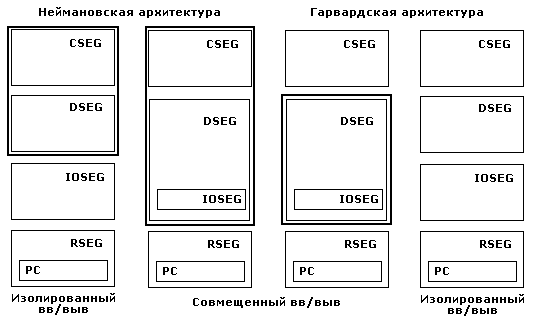 Неймановская архитектура
Гарвардская архитектура
CSEG
CSEG
CSEG
CSEG
DSEG
DSEG
DSEG
DSEG
IOSEG
IOSEG
IOSEG
IOSEG
RSEG
RSEG
RSEG
RSEG
PC
PC
PC
PC
Изолированный
вв/выв
Совмещенный вв/выв
Изолированный
вв/выв